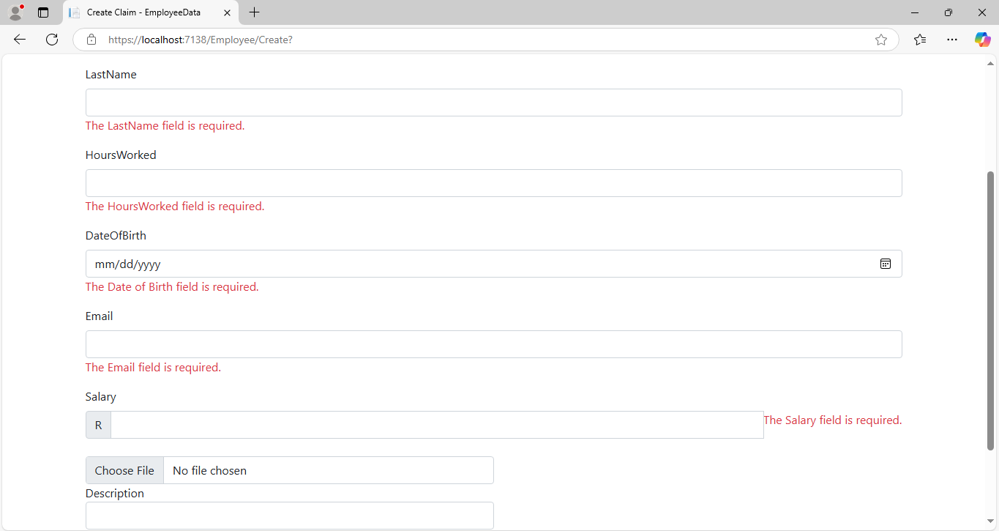 Create Claim - EmployeeData
https://localhost:7138/Employee/Create?
LastName
The LastName field is required.
HoursWorked
The HoursWorked field is required.
DateOfBirth
mm/dd/yyyy
The Date of Birth field is required.
Email
The Email field is required.
Salary
R
The Salary field is required.
Choose File No file chosen
Description